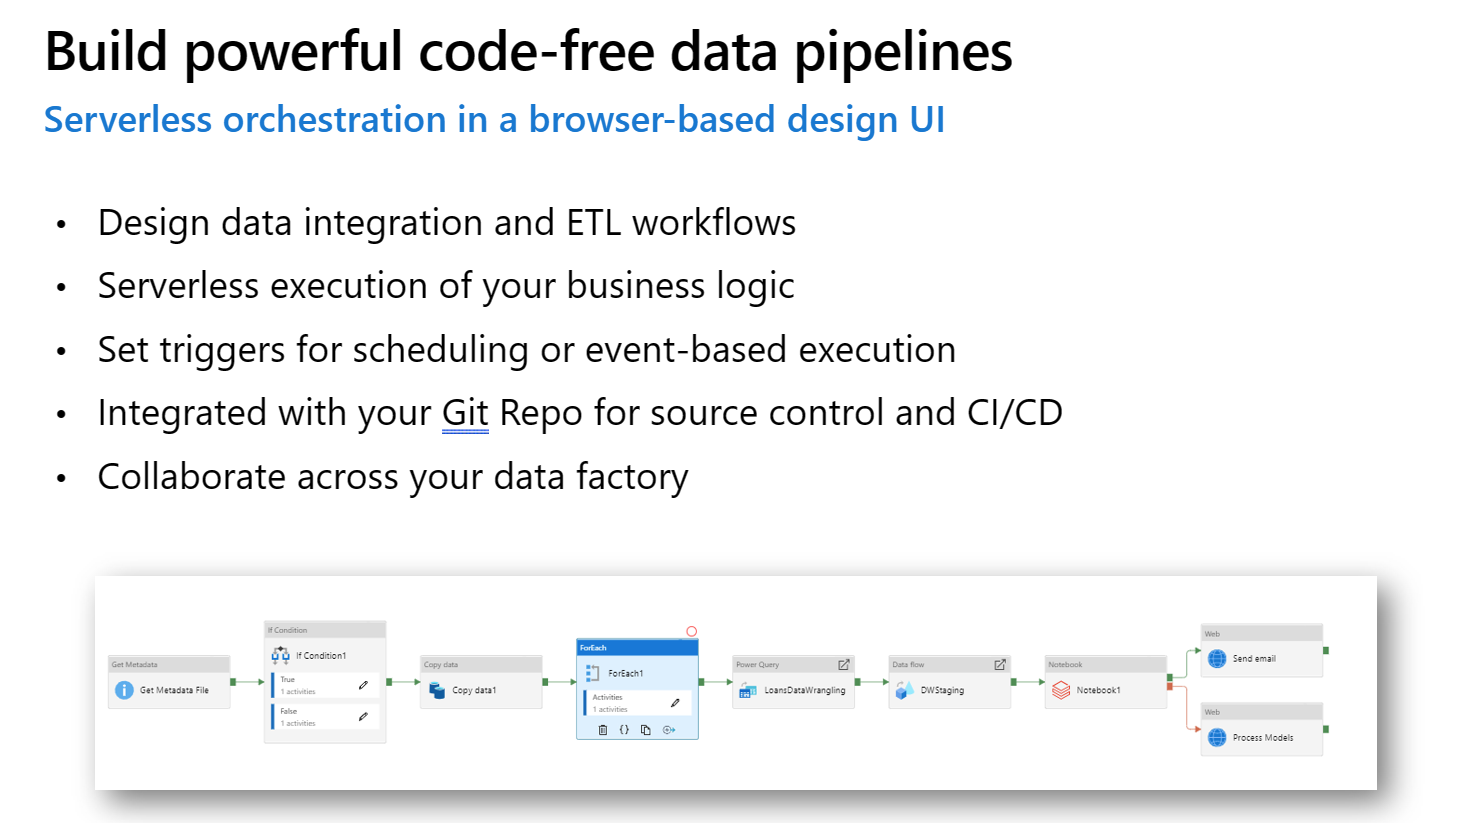 Build powerful code-free data pipelines
Serverless orchestration in a browser-based design UI
• Design data integration and ETL workflows
• Serverless execution of your business logic
• Set triggers for scheduling or event-based execution
• Integrated with your Git Repo for source control and CI/CD
• Collaborate across your data factory
Get Metadata
Get Metadata File
If Condition
If Condition1
True
1 activities
False
1 activities
Copy data
Copy data1
ForEach
ForEach1
Activities
1 activities
{}
Power Query
LoansDataWrangling
Data flow
DWStaging
Notebook
Notebook1
Web
Send email
Web
Process Models